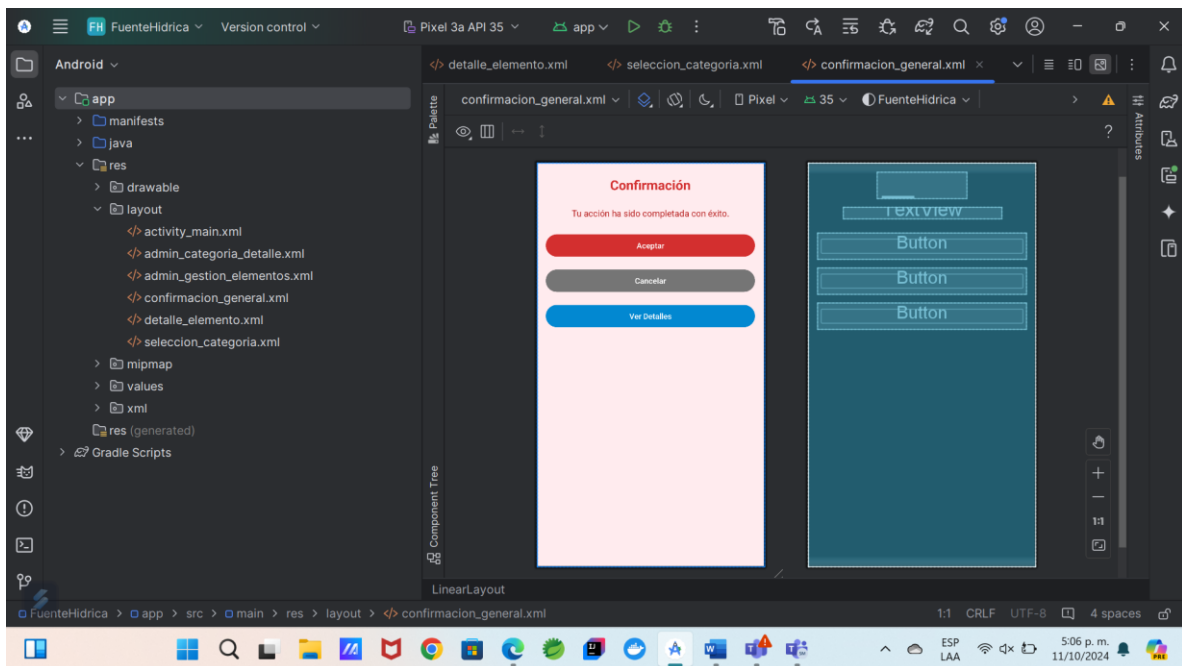 FH FuenteHidrica Version control Pixel 3a API 35 app
Android
detalle_elemento.xml seleccion_categoria.xml confirmacion_general.xml
app
manifests
java
res
drawable
layout
activity_main.xml
admin_categoria_detalle.xml
admin_gestion_elementos.xml
confirmacion_general.xml
detalle_elemento.xml
seleccion_categoria.xml
mipmap
values
xml
res (generated)
Gradle Scripts
Palette
confirmacion_general.xml Pixel 35 FuenteHidrica
?
Attributes
Confirmación
Tu acción ha sido completada con éxito.
Aceptar
Cancelar
Ver Detalles
TextView
Button
Button
Button
1:1
Component Tree
LinearLayout
FuenteHidrica > app > src > main > res > layout > confirmacion_general.xml
1:1 CRLF UTF-8 4 spaces
ESP
LAA
5:06 p. m.
11/10/2024
PRE